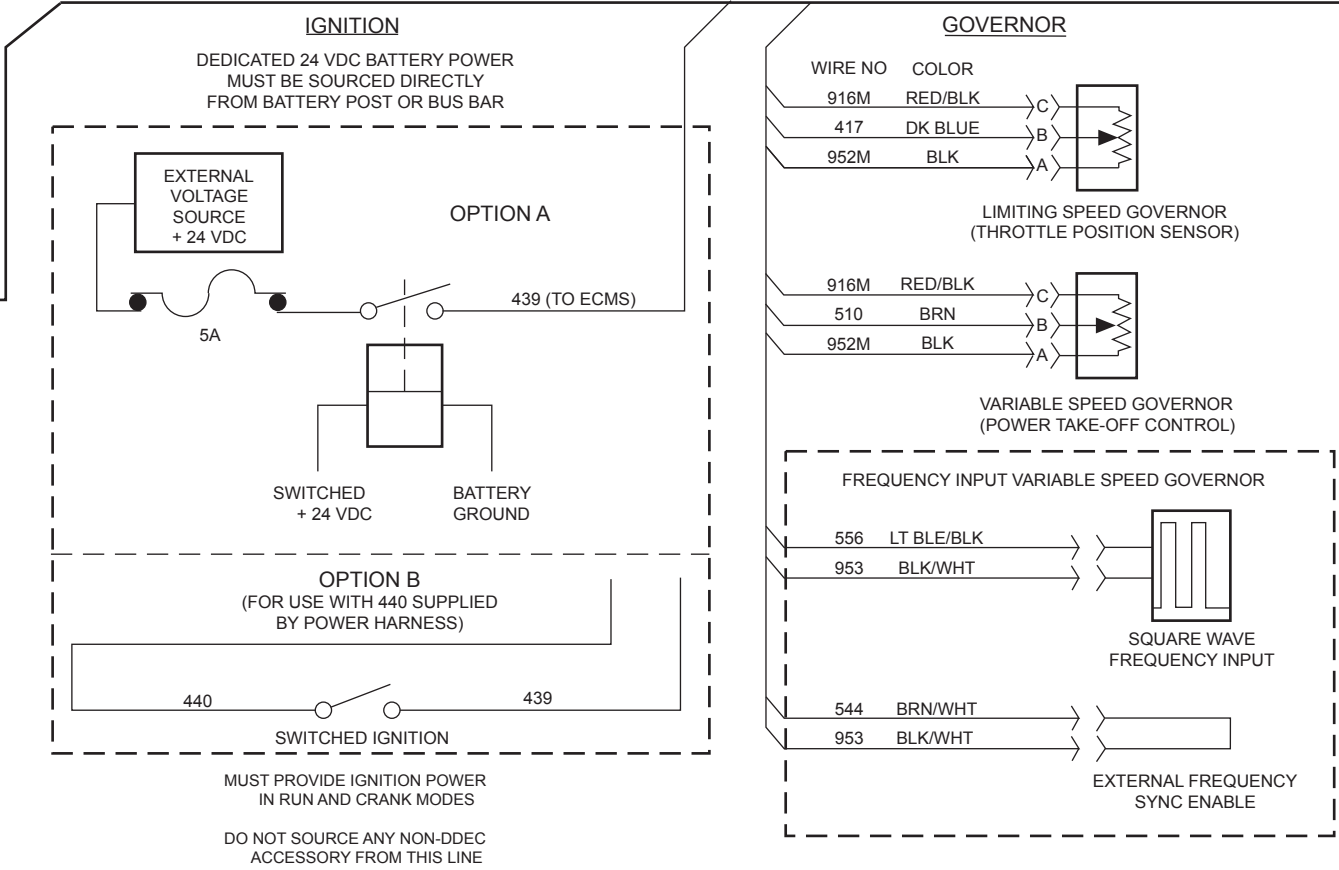 IGNITION
DEDICATED 24 VDC BATTERY POWER
MUST BE SOURCED DIRECTLY
FROM BATTERY POST OR BUS BAR
EXTERNAL
VOLTAGE
SOURCE
+ 24 VDC
OPTION A
5A
439 (TO ECMS)
SWITCHED
+ 24 VDC
BATTERY
GROUND
OPTION B
(FOR USE WITH 440 SUPPLIED
BY POWER HARNESS)
440
439
SWITCHED IGNITION
MUST PROVIDE IGNITION POWER
IN RUN AND CRANK MODES
DO NOT SOURCE ANY NON-DDEC
ACCESSORY FROM THIS LINE
GOVERNOR
WIRE NO COLOR
916M RED/BLK C
417 DK BLUE B
952M BLK A
LIMITING SPEED GOVERNOR
(THROTTLE POSITION SENSOR)
916M RED/BLK C
510 BRN B
952M BLK A
VARIABLE SPEED GOVERNOR
(POWER TAKE-OFF CONTROL)
FREQUENCY INPUT VARIABLE SPEED GOVERNOR
556 LT BLE/BLK
953 BLK/WHT
SQUARE WAVE
FREQUENCY INPUT
544 BRN/WHT
953 BLK/WHT
EXTERNAL FREQUENCY
SYNC ENABLE